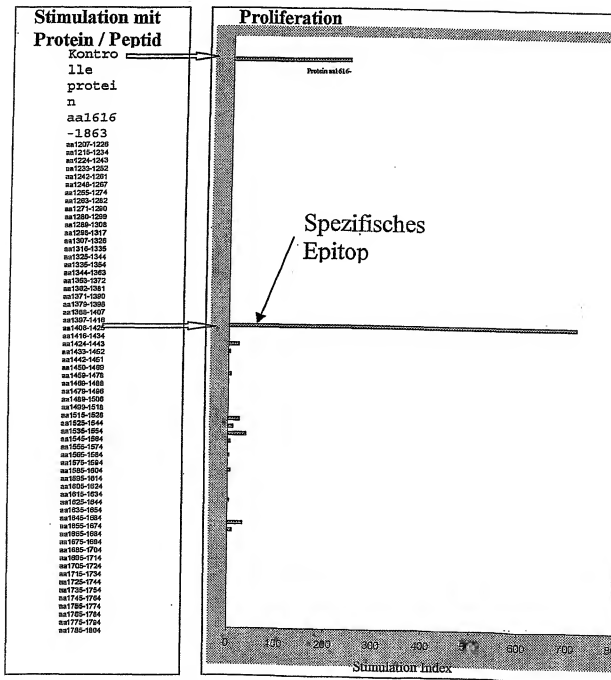 Stimulation mit
Protein / Peptid
Proliferation
Kontro
lle
protei
n
aa1616
-1863
Protein aa1616-
aa1207-1226
aa1215-1234
aa1224-1243
aa1233-1252
aa1242-1261
aa1248-1267
aa1255-1274
aa1263-1282
aa1271-1290
aa1280-1299
aa1289-1308
aa1298-1317
aa1307-1326
aa1316-1335
aa1325-1344
aa1335-1354
aa1344-1363
aa1353-1372
aa1362-1381
aa1371-1390
aa1379-1398
aa1388-1407
aa1397-1416
aa1406-1425
aa1416-1434
aa1424-1443
aa1433-1452
aa1442-1461
aa1450-1469
aa1459-1478
aa1469-1488
aa1479-1498
aa1489-1508
aa1499-1518
aa1515-1528
aa1525-1544
aa1535-1554
aa1545-1564
aa1555-1574
aa1565-1584
aa1575-1594
aa1585-1604
aa1595-1614
aa1605-1624
aa1615-1634
aa1625-1644
aa1635-1654
aa1645-1664
aa1655-1674
aa1665-1684
aa1675-1694
aa1685-1704
aa1695-1714
aa1705-1724
aa1715-1734
aa1725-1744
aa1735-1754
aa1745-1764
aa1755-1774
aa1765-1784
aa1775-1794
aa1785-1804
Spezifisches
Epitop
0 100 200 300 400 600 700
Stimulation Index